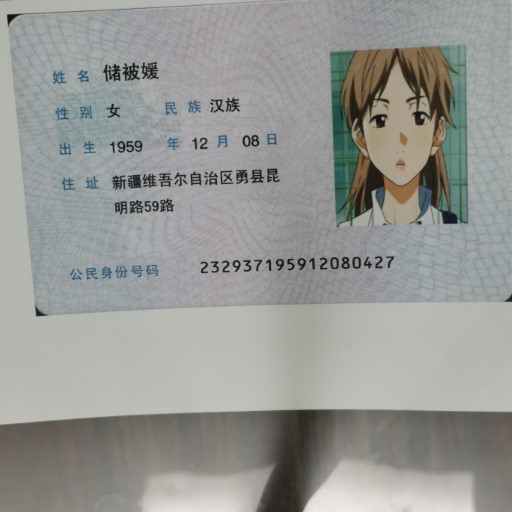 姓名 储被媛
性别 女 民族 汉族
出生 1959 年 12 月 08 日
住址 新疆维吾尔自治区勇县昆
明路59路
公民身份号码 232937195912080427